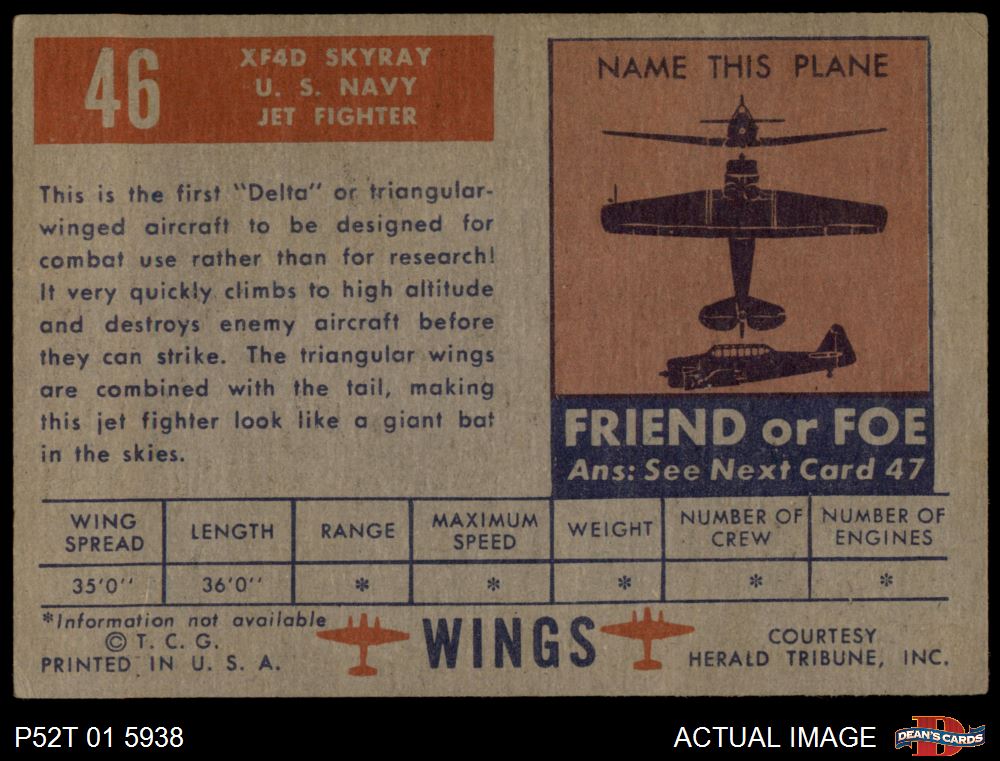 46
XF4D SKYRAY
U. S. NAVY
JET FIGHTER
This is the first "Delta" or triangular-
winged aircraft to be designed for
combat use rather than for research!
It very quickly climbs to high altitude
and destroys enemy aircraft before
they can strike. The triangular wings
are combined with the tail, making
this jet fighter look like a giant bat
in the skies.
NAME THIS PLANE
FRIEND or FOE
Ans: See Next Card 47
WING SPREAD LENGTH RANGE MAXIMUM SPEED WEIGHT NUMBER OF CREW NUMBER OF ENGINES
35'0'' 36'0'' * * * * *
*Information not available
© T. C. G.
PRINTED IN U. S. A.
WINGS
COURTESY
HERALD TRIBUNE, INC.
P52T 01 5938
ACTUAL IMAGE
D
DEAN'S CARDS